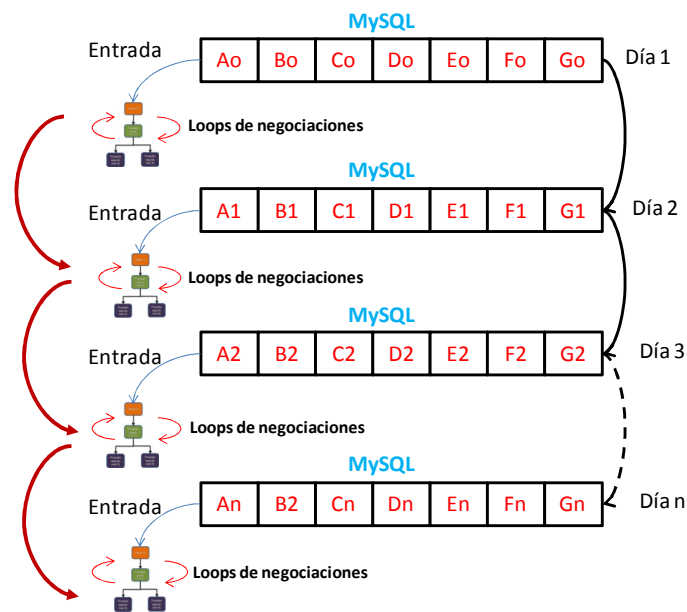 MySQL
Entrada
Ao Bo Co Do Eo Fo Go Día 1
Loops de negociaciones
MySQL
Entrada
A1 B1 C1 D1 E1 F1 G1 Día 2
Loops de negociaciones
MySQL
Entrada
A2 B2 C2 D2 E2 F2 G2 Día 3
Loops de negociaciones
MySQL
Entrada
An B2 Cn Dn En Fn Gn Día n
Loops de negociaciones